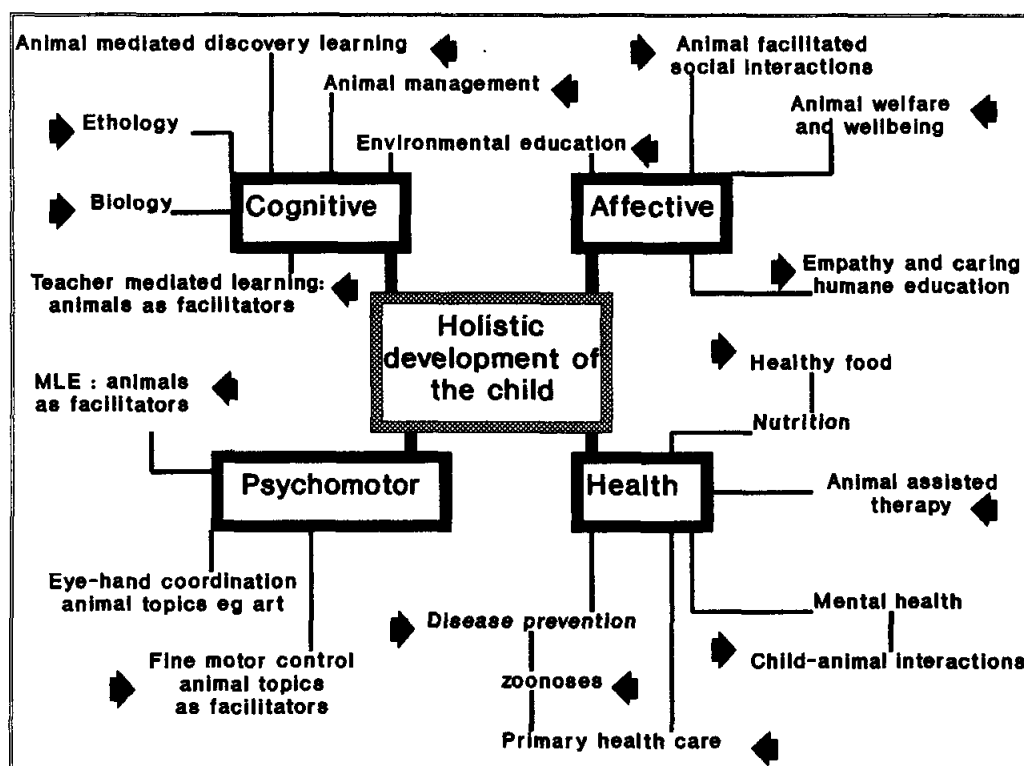 Animal mediated discovery learning
Animal facilitated
social interactions
Animal management
Animal welfare
and wellbeing
Ethology
Environmental education
Biology
Cognitive
Affective
Teacher mediated learning:
animals as facilitators
Empathy and caring
humane education
Holistic
development of
the child
Healthy food
MLE : animals
as facilitators
Nutrition
Psychomotor
Health
Animal assisted
therapy
Eye-hand coordination
animal topics eg art
Mental health
Disease prevention
Fine motor control
animal topics
as facilitators
Child-animal interactions
zoonoses
Primary health care